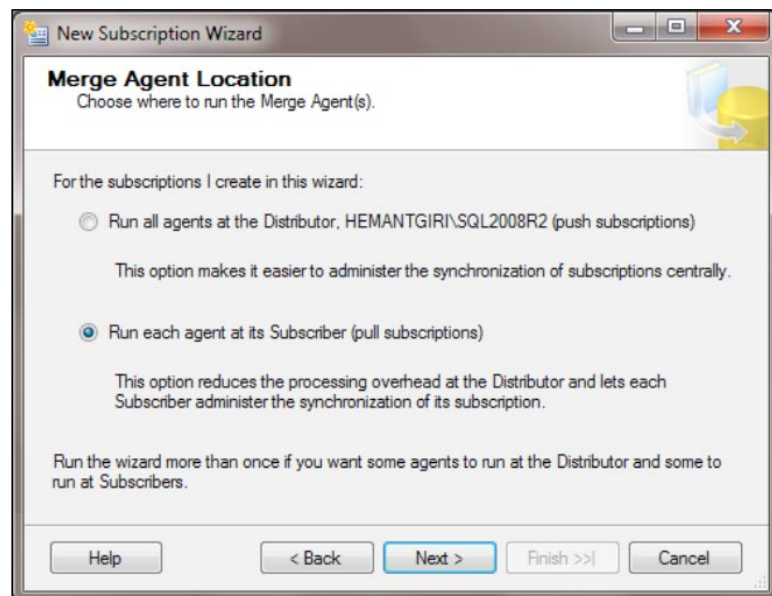 New Subscription Wizard
Merge Agent Location
Choose where to run the Merge Agent(s).
For the subscriptions I create in this wizard:
Run all agents at the Distributor, HEMANTGIRI\SQL2008R2 (push subscriptions)
This option makes it easier to administer the synchronization of subscriptions centrally.
Run each agent at its Subscriber (pull subscriptions)
This option reduces the processing overhead at the Distributor and lets each
Subscriber administer the synchronization of its subscription.
Run the wizard more than once if you want some agents to run at the Distributor and some to
run at Subscribers.
Help < Back Next > Finish >>| Cancel